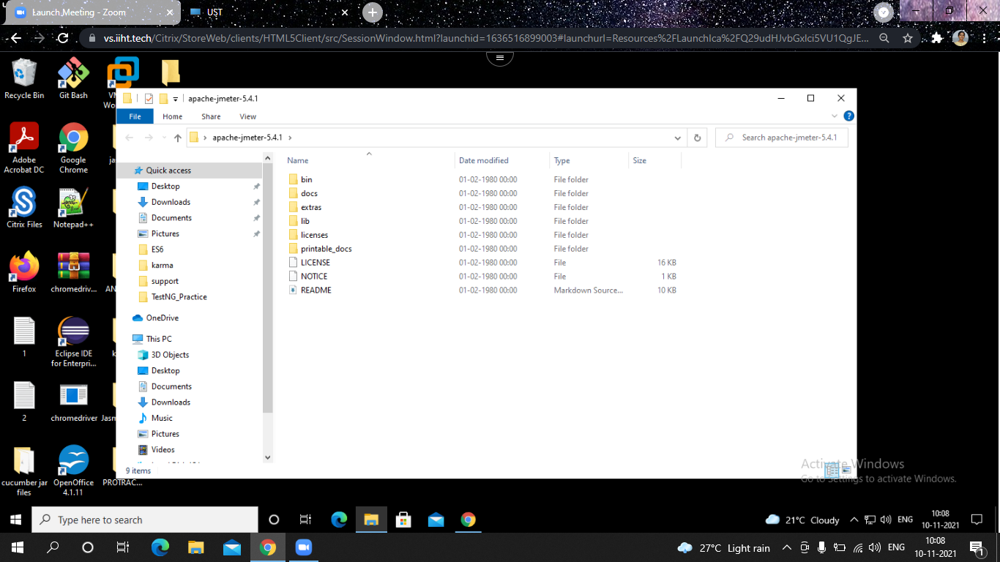 Launch Meeting - Zoom
UST
vs.iiht.tech/Citrix/StoreWeb/clients/HTML5Client/src/SessionWindow.html?launchid=1636516899003#launchurl=Resources%2FLaunchIca%2FQ29udHJvbGxlci5VU1QgJE...
Recycle Bin
Git Bash
apache-jmeter-5.4.1
File Home Share View
apache-jmeter-5.4.1
Search apache-jmeter-5.4.1
Adobe Acrobat DC
Google Chrome
Citrix Files
Notepad++
Firefox
chromedriv...
1
Eclipse IDE for Enterpri...
2
chromedriver
cucumber jar files
OpenOffice 4.1.11
PROTRAC...
Quick access
Desktop
Downloads
Documents
Pictures
ES6
karma
support
TestNG_Practice
OneDrive
This PC
3D Objects
Desktop
Documents
Downloads
Music
Pictures
Videos
Name Date modified Type Size
bin 01-02-1980 00:00 File folder
docs 01-02-1980 00:00 File folder
extras 01-02-1980 00:00 File folder
lib 01-02-1980 00:00 File folder
licenses 01-02-1980 00:00 File folder
printable_docs 01-02-1980 00:00 File folder
LICENSE 01-02-1980 00:00 File 16 KB
NOTICE 01-02-1980 00:00 File 1 KB
README 01-02-1980 00:00 Markdown Source... 10 KB
9 items
Activate Windows
Go to Settings to activate Windows.
Type here to search
21°C Cloudy
ENG
10:08
10-11-2021
27°C Light rain
ENG
10:08
10-11-2021
1